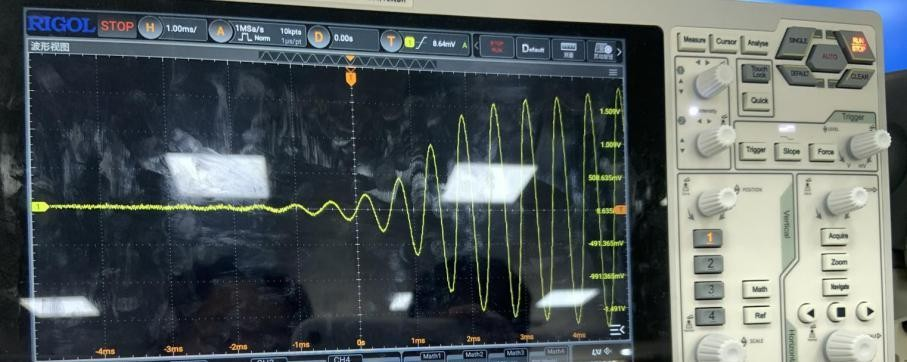 RIGOL STOP H 1.00ms/ A 1MSa/s Norm 10kpts 1µs/pt D 0.00s T 1 8.64mV A STOP RUN Default
波形视图
T
1.509V
1.009V
508.635mV
8.635mV
-491.365mV
-991.365mV
-1.491V
1
T
-4ms -3ms -2ms -1ms 0s 1ms 2ms 3ms 4ms
CH4 Math1 Math2 Math3 Math4
Measure Cursor Analyse
SINGLE RUN STOP
AUTO
DEFAULT CLEAR
Touch Lock
Quick
Intensity
Trigger
LEVEL
Trigger Slope Force
POSITION
Vertical
1
2
3
4
Math
Ref
SCALE
Acquire
Zoom
Navigate